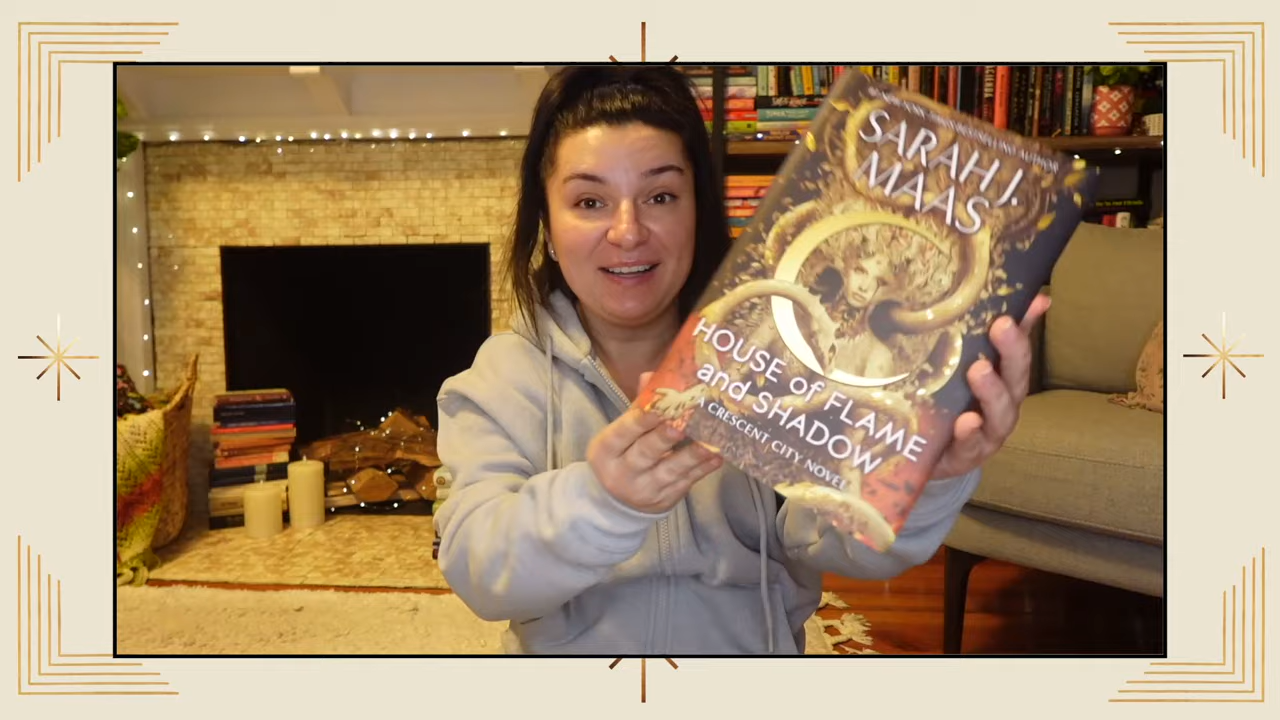 SARAH J.
MAAS
HOUSE of FLAME
and SHADOW
A CRESCENT CITY NOVEL